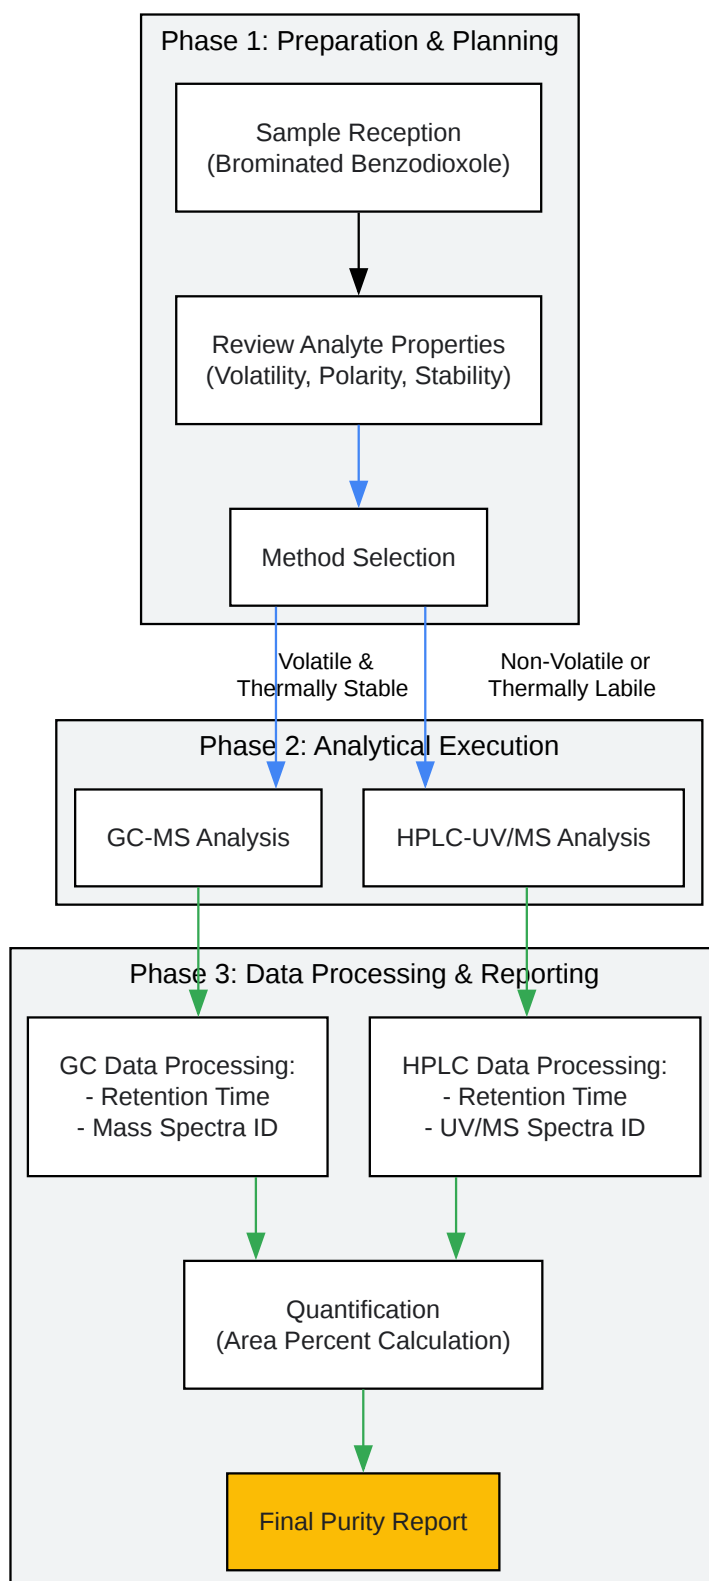 Phase 1: Preparation & Planning
Sample Reception
(Brominated Benzodioxole)
Review Analyte Properties
(Volatility, Polarity, Stability)
Method Selection
Volatile &
Thermally Stable
Non-Volatile or
Thermally Labile
Phase 2: Analytical Execution
GC-MS Analysis
HPLC-UV/MS Analysis
Phase 3: Data Processing & Reporting
GC Data Processing:
- Retention Time
- Mass Spectra ID
HPLC Data Processing:
- Retention Time
- UV/MS Spectra ID
Quantification
(Area Percent Calculation)
Final Purity Report